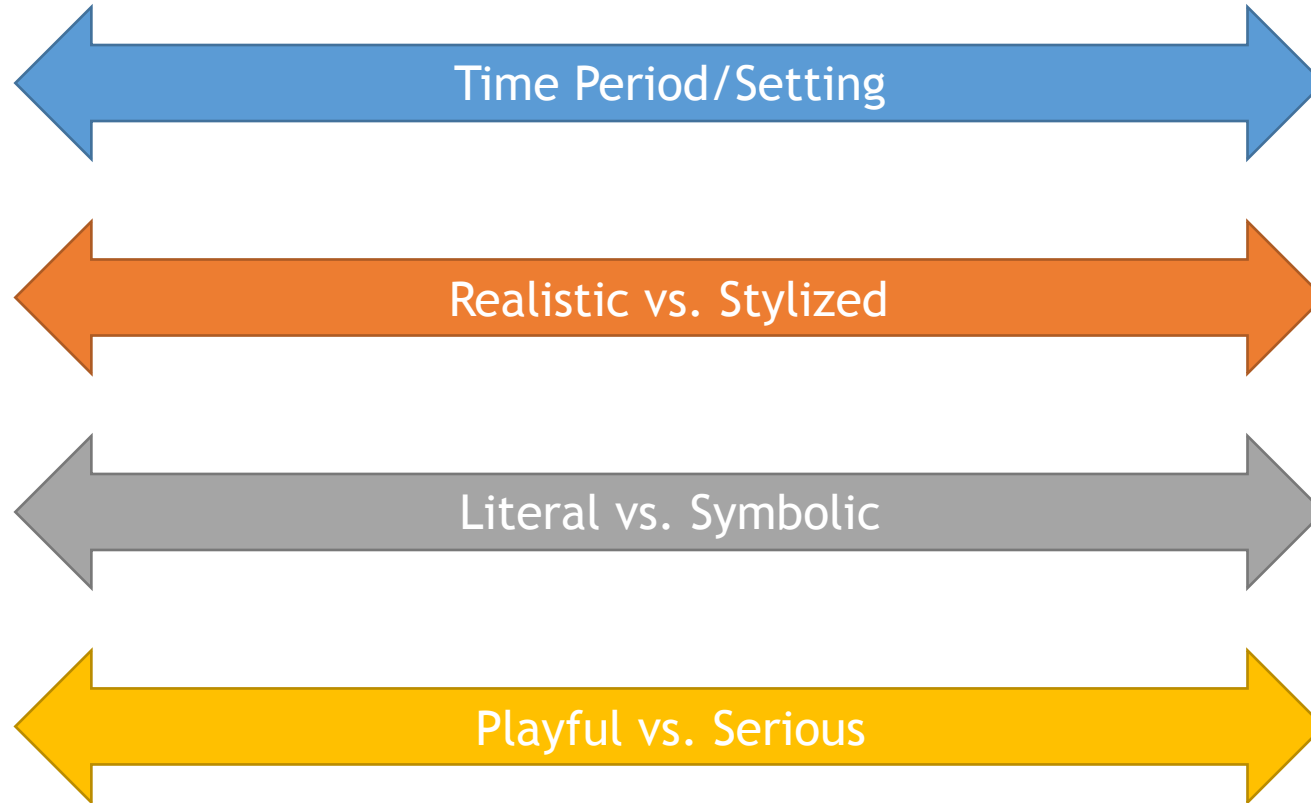 Time Period/Setting
Realistic vs. Stylized
Literal vs. Symbolic
Playful vs. Serious